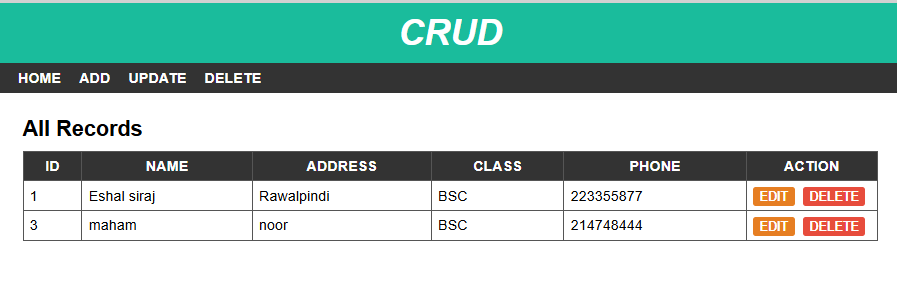 CRUD
HOME ADD UPDATE DELETE
All Records
ID NAME ADDRESS CLASS PHONE ACTION
1 Eshal siraj Rawalpindi BSC 223355877 EDIT DELETE
3 maham noor BSC 214748444 EDIT DELETE